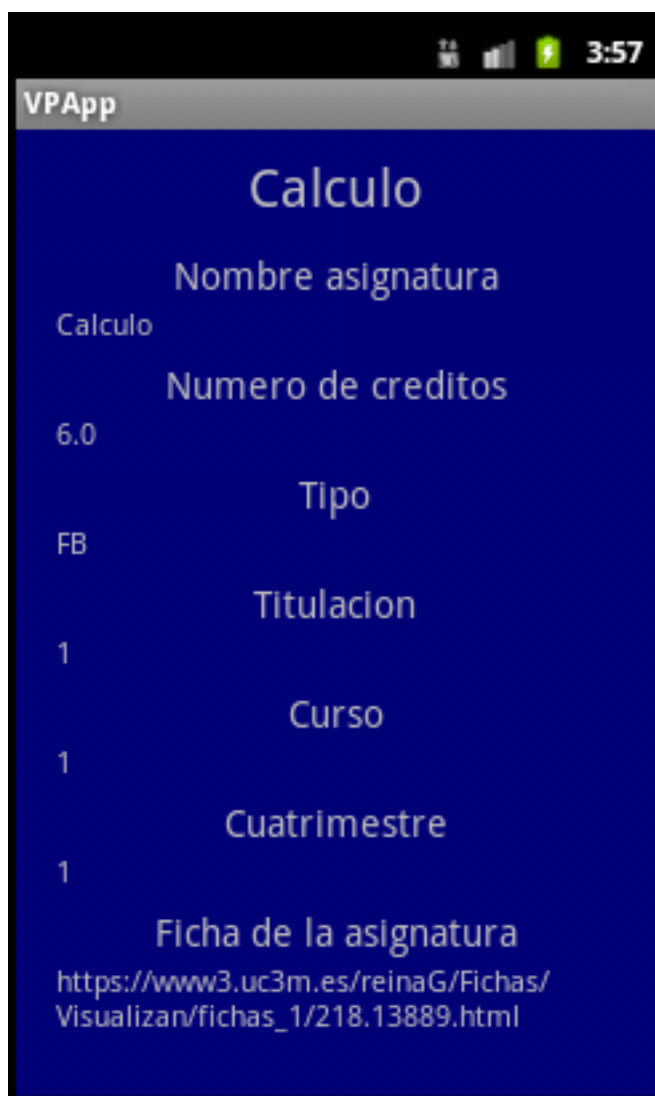 3:57
VPApp
Calculo
Nombre asignatura
Calculo
Numero de creditos
6.0
Tipo
FB
Titulacion
1
Curso
1
Cuatrimestre
1
Ficha de la asignatura
https://www3.uc3m.es/reinaG/Fichas/
Visualizan/fichas_1/218.13889.html